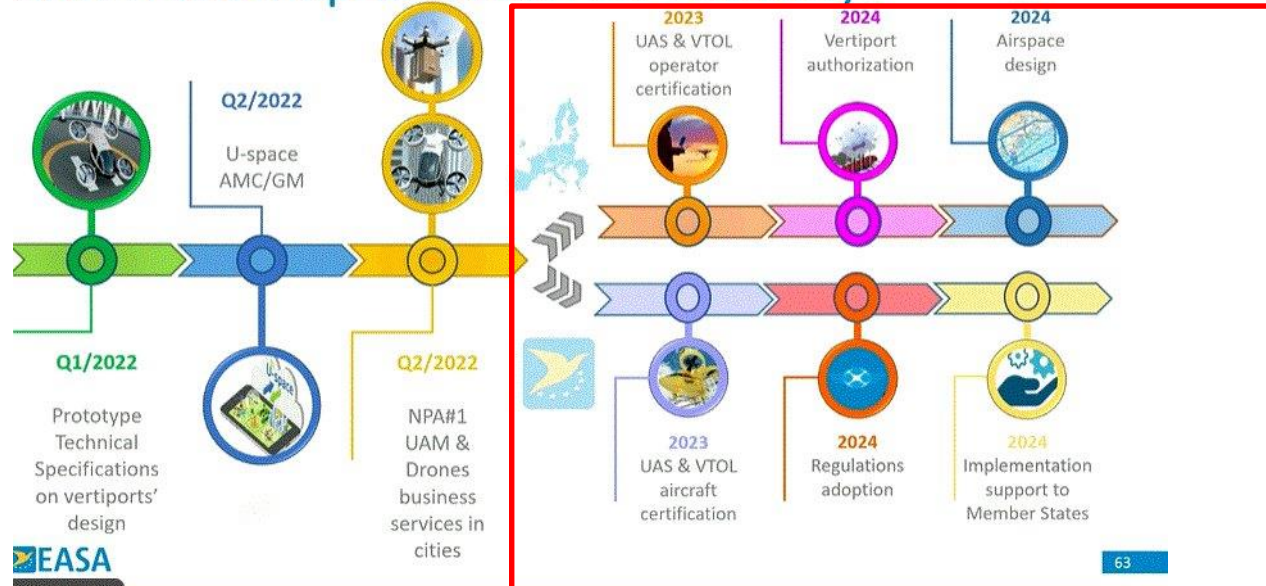 Q1/2022
Prototype
Technical
Specifications
on vertiports'
design
Q2/2022
U-space
AMC/GM
U-space
Q2/2022
NPA#1
UAM &
Drones
business
services in
cities
2023
UAS & VTOL
operator
certification
2024
Vertiport
authorization
2024
Airspace
design
2023
UAS & VTOL
aircraft
certification
2024
Regulations
adoption
2024
Implementation
support to
Member States
EASA
63